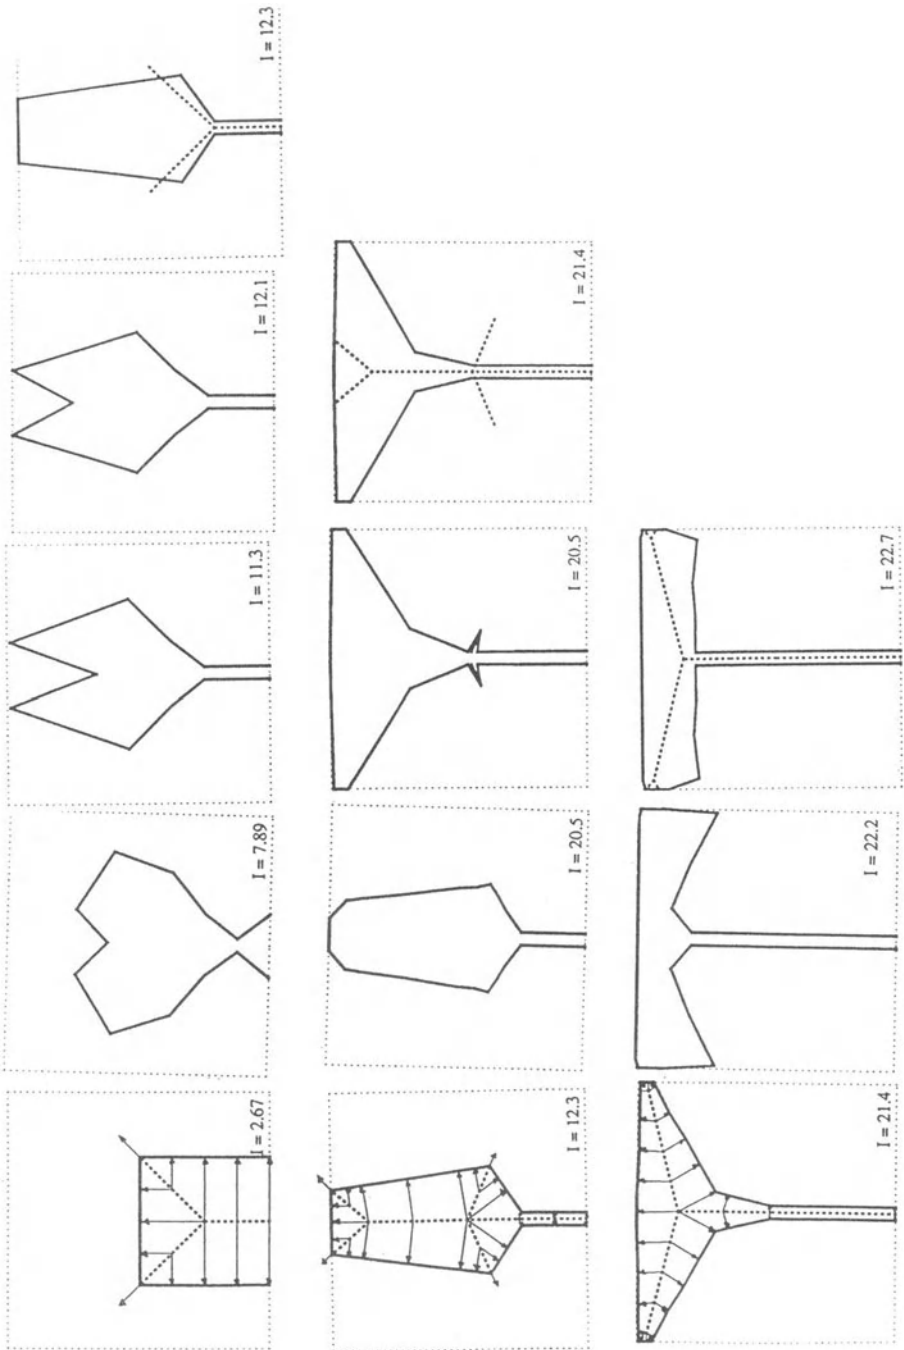 I = 2.67
I = 7.89
I = 11.3
I = 12.1
I = 12.3
I = 12.3
I = 20.5
I = 20.5
I = 21.4
I = 21.4
I = 22.2
I = 22.7